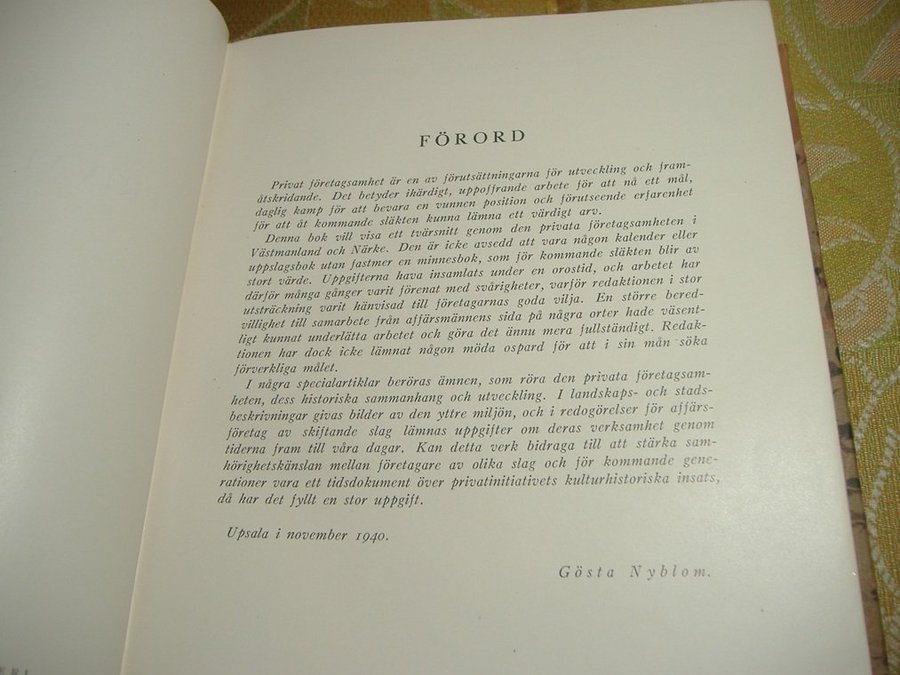 FÖRORD
Privat företagsamhet är en av förutsättningarna för utveckling och fram-
åtskridande. Det betyder ihärdigt, uppoffrande arbete för att nå ett mål,
daglig kamp för att bevara en vunnen position och förutseende erfarenhet
för att åt kommande släkten kunna lämna ett värdigt arv.
Denna bok vill visa ett tvärsnitt genom den privata företagsamheten i
Västmanland och Närke. Den är icke avsedd att vara någon kalender eller
uppslagsbok utan fastmer en minnesbok, som för kommande släkten blir av
stort värde. Uppgifterna hava insamlats under en orostid, och arbetet har
därför många gånger varit förenat med svårigheter, varför redaktionen i stor
utsträckning varit hänvisad till företagarnas goda vilja. En större bered-
villighet till samarbete från affärsmännens sida på några orter hade väsent-
ligt kunnat underlätta arbetet och göra det ännu mera fullständigt. Redak-
tionen har dock icke lämnat någon möda ospard för att i sin mån söka
förverkliga målet.
I några specialartiklar beröras ämnen, som röra den privata företagsam-
heten, dess historiska sammanhang och utveckling. I landskaps- och stads-
beskrivningar givas bilder av den yttre miljön, och i redogörelser för affärs-
företag av skiftande slag lämnas uppgifter om deras verksamhet genom
tiderna fram till våra dagar. Kan detta verk bidraga till att stärka sam-
hörighetskänslan mellan företagare av olika slag och för kommande gene-
rationer vara ett tidsdokument över privatinitiativets kulturhistoriska insats,
då har det fyllt en stor uppgift.
Upsala i november 1940.
Gösta Nyblom.